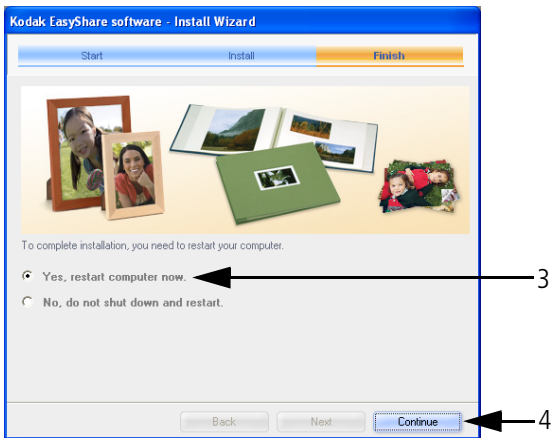 Kodak EasyShare software - Install Wizard
Start Install Finish
To complete installation, you need to restart your computer.
Yes, restart computer now. 3
No, do not shut down and restart.
Back Next Continue 4